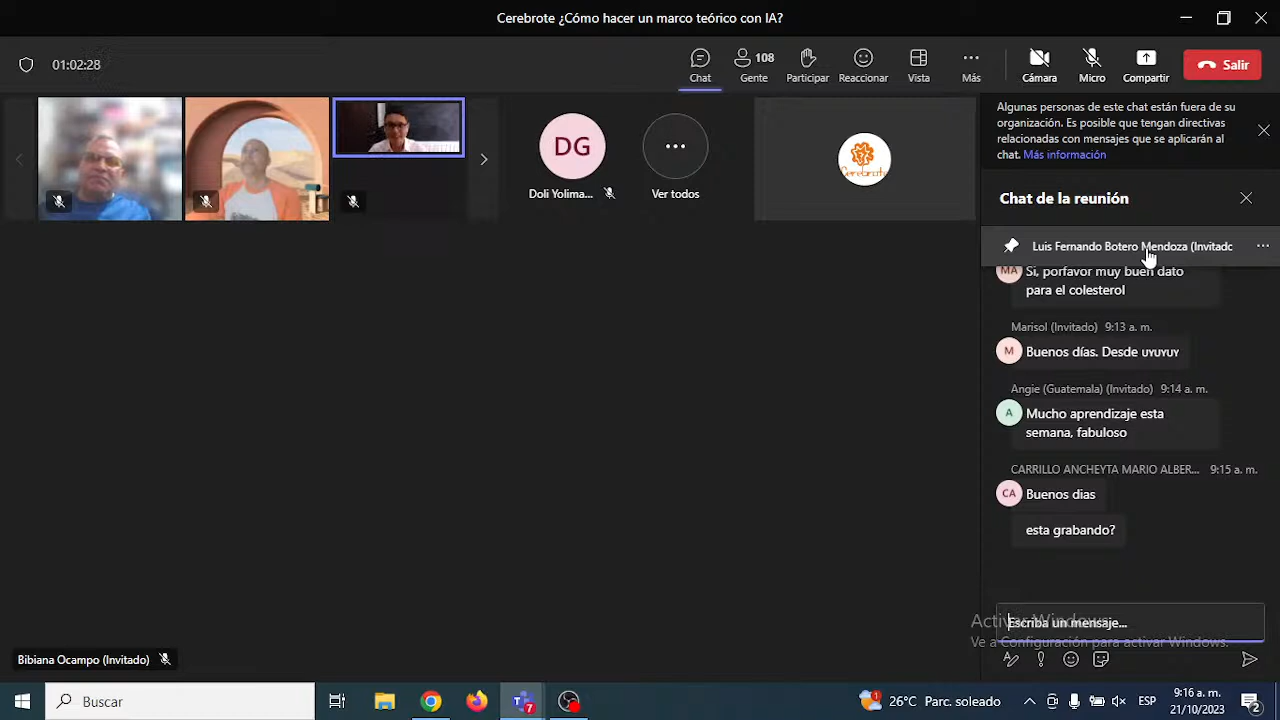 Cerebrote ¿Cómo hacer un marco teórico con IA?
01:02:28
Chat
108
Gente
Participar
Reaccionar
Vista
Más
Cámara
Micro
Compartir
Salir
DG
Doli Yolima...
Ver todos
Cerebrote
Bibiana Ocampo (Invitado)
Algunas personas de este chat están fuera de su
organización. Es posible que tengan directivas
relacionadas con mensajes que se aplicarán al
chat. Más información
Chat de la reunión
Luis Fernando Botero Mendoza (Invitadc
MA
Si, porfavor muy buen dato
para el colesterol
Marisol (Invitado) 9:13 a. m.
M
Buenos días. Desde uyuyuy
Angie (Guatemala) (Invitado) 9:14 a. m.
A
Mucho aprendizaje esta
semana, fabuloso
CARRILLO ANCHEYTA MARIO ALBER... 9:15 a. m.
CA
Buenos dias
esta grabando?
Escriba un mensaje...
Activar Windows
Ve a Configuración para activar Windows.
Buscar
7
1
26°C Parc. soleado
ESP
9:16 a. m.
21/10/2023
2